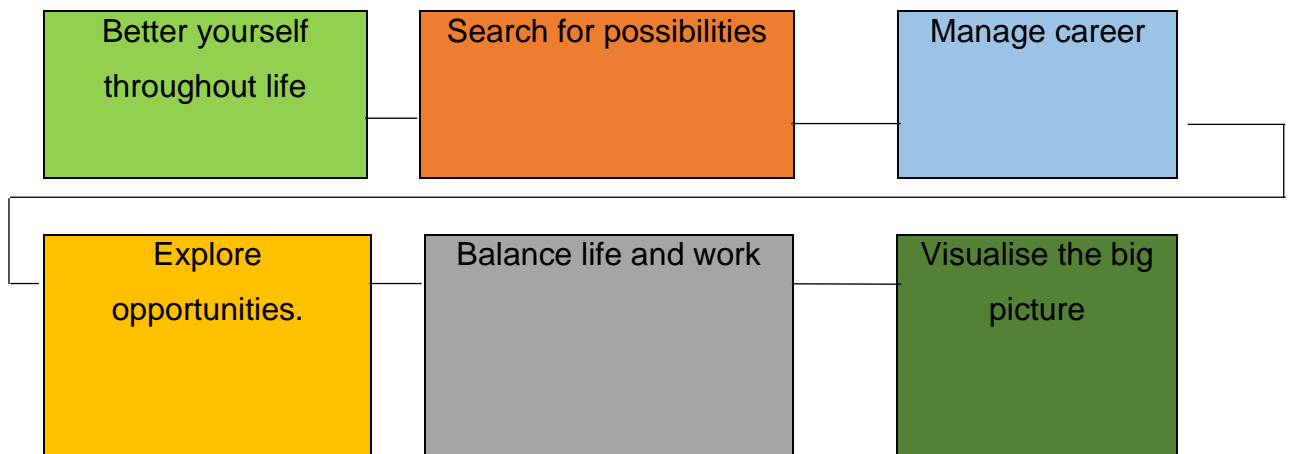 Better yourself
throughout life
Search for possibilities
Manage career
Explore
opportunities.
Balance life and work
Visualise the big
picture